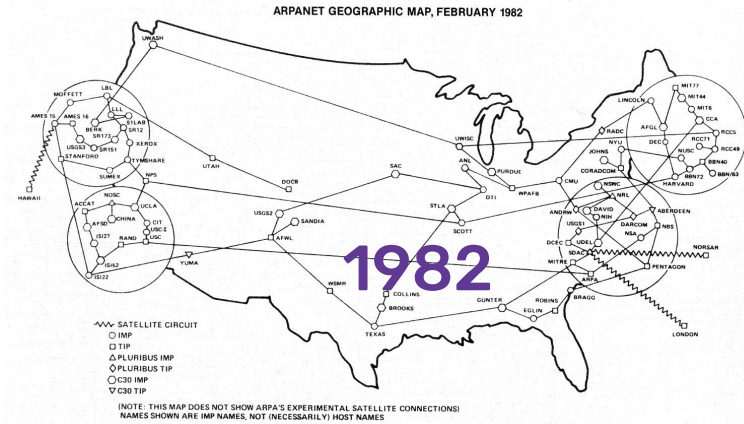 ARPANET GEOGRAPHIC MAP, FEBRUARY 1982
UWASH
MOFFETT
LBL
LLL
AMES 15
AMES 16
S1LAB
SR12
BERK
SR173
USGS3
SR151
XEROX
STANFORD
TYMSHARE
SUMEX
NPS
HAWAII
UTAH
DOCB
NOSC
ACCAT
UCLA
CHINA
AFSD
CIT
USC-I
USC
ISI27
RAND
ISI52
ISI22
YUMA
SAC
USGS2
SANDIA
AFWL
WSMR
COLLINS
BROOKS
TEXAS
STLA
SCOTT
DTI
ANL
PURDUE
WPAFB
UWISC
GUNTER
EGLIN
ROBINS
BRAGG
LINCOLN
RADC
NYU
JOHNS
CORADCOM
CMU
MIT77
MIT44
MIT6
CCA
AFGL
DEC
RCC5
RCC71
RCC49
NUSC
BBN40
BBN72
BBN/63
HARVARD
NSWC
NRL
DAVID
NIH
ANDRW
USGS1
ABERDEEN
DARCOM
NBS
NSA
DCEC
UDEL
SDAC
MITRE
ARPA
PENTAGON
NORSAR
LONDON
1982
SATELLITE CIRCUIT
IMP
TIP
PLURIBUS IMP
PLURIBUS TIP
C30 IMP
C30 TIP
(NOTE: THIS MAP DOES NOT SHOW ARPA'S EXPERIMENTAL SATELLITE CONNECTIONS)
NAMES SHOWN ARE IMP NAMES, NOT (NECESSARILY) HOST NAMES